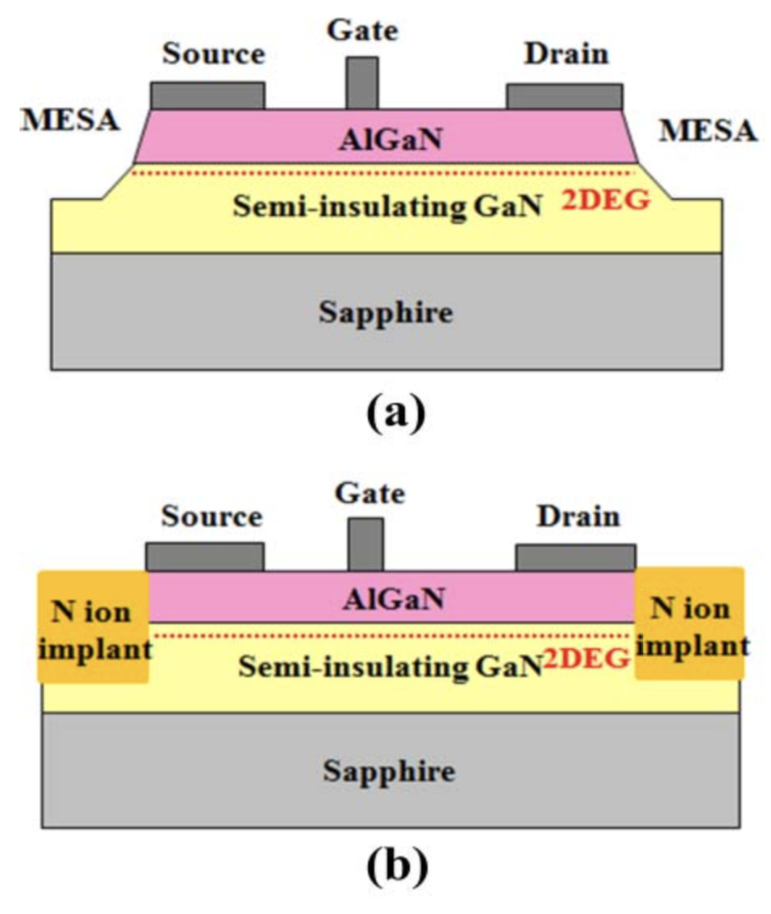 Gate
Source
Drain
MESA
MESA
AlGaN
Semi-insulating GaN
2DEG
Sapphire
(a)
Gate
Source
Drain
N ion
implant
AlGaN
N ion
implant
Semi-insulating GaN
2DEG
Sapphire
(b)